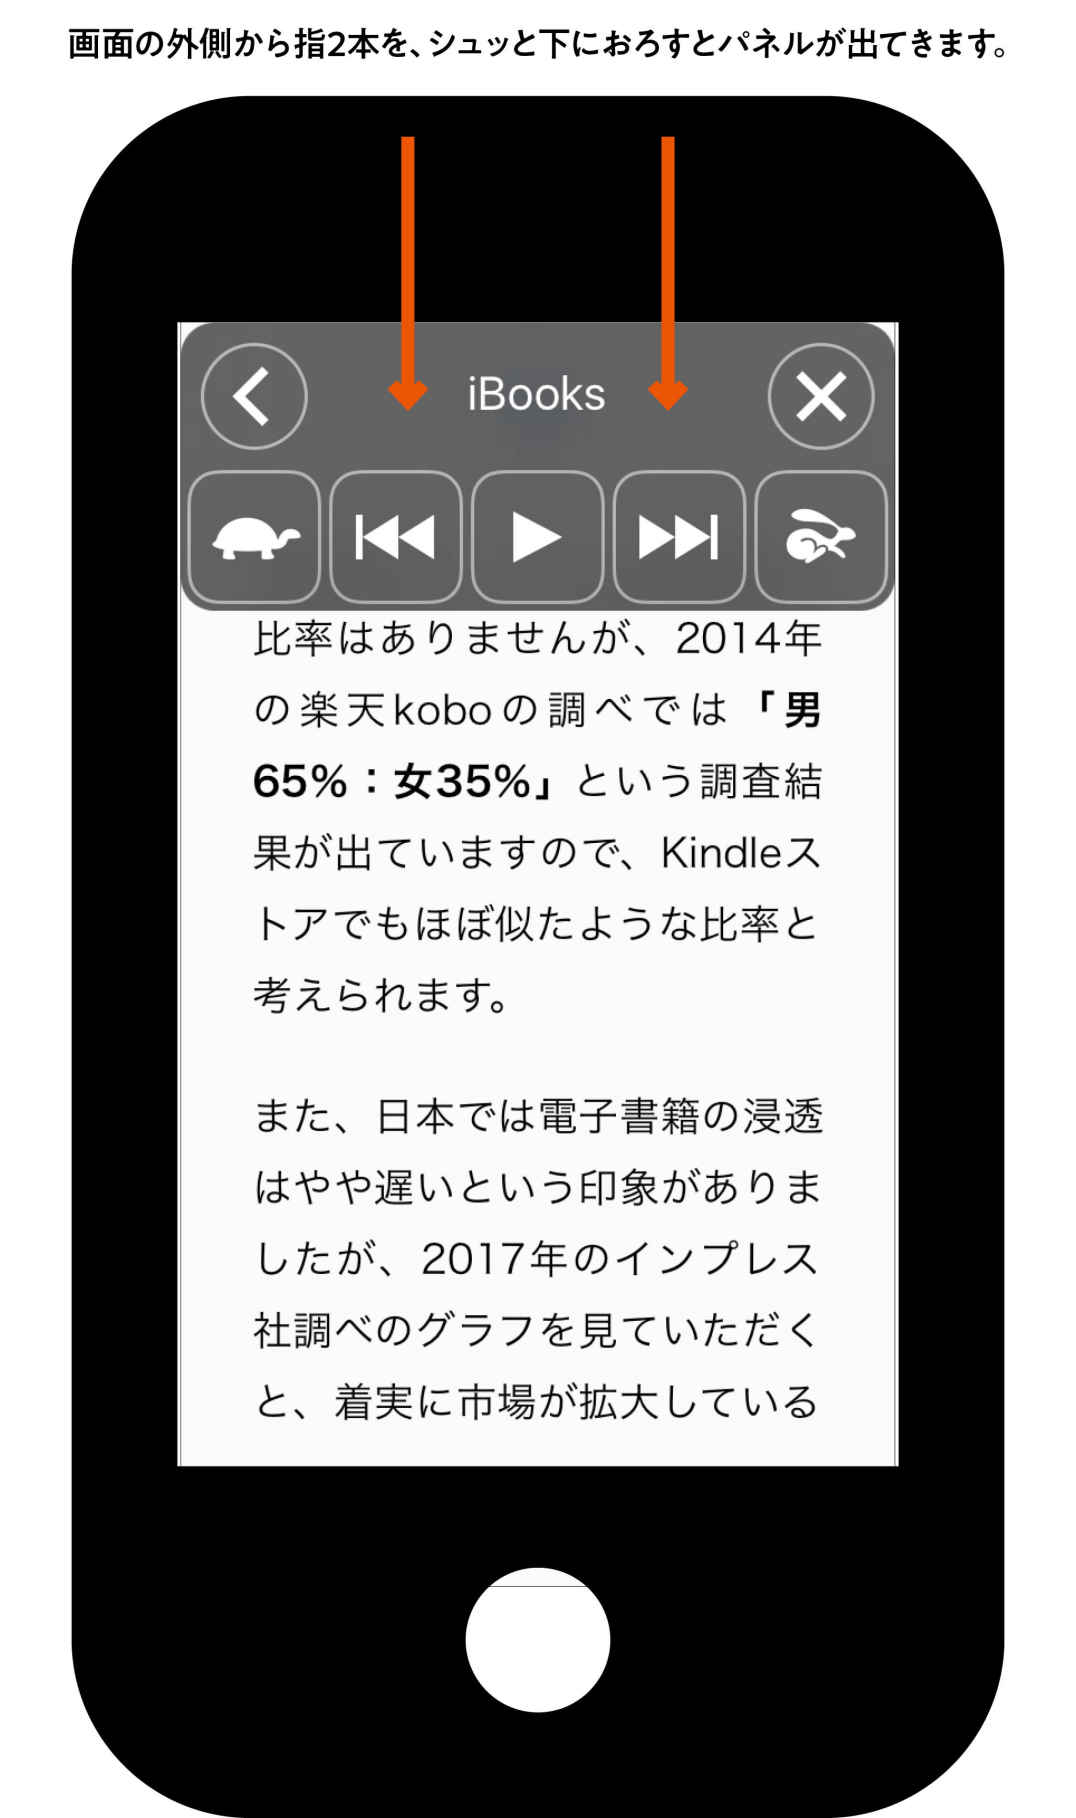 画面の外側から指2本を、シュッと下におろすとパネルが出てきます。
iBooks
比率はありませんが、2014年
の楽天koboの調べでは「男
65%：女35%」という調査結
果が出ていますので、Kindleス
トアでもほぼ似たような比率と
考えられます。
また、日本では電子書籍の浸透
はやや遅いという印象がありま
したが、2017年のインプレス
社調べのグラフを見ていただく
と、着実に市場が拡大している